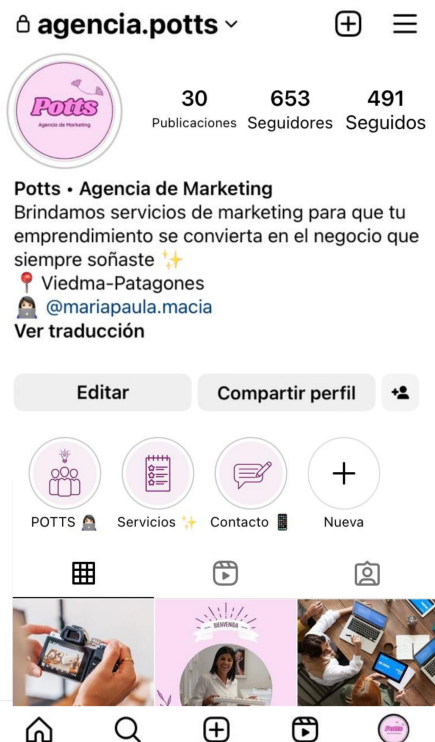 agencia.potts
Potts
Agencia de Marketing
30 653 491
Publicaciones Seguidores Seguidos
Potts • Agencia de Marketing
Brindamos servicios de marketing para que tu
emprendimiento se convierta en el negocio que
siempre soñaste ✨
📍 Viedma-Patagones
👩🏻‍💻 @mariapaula.macia
Ver traducción
Editar Compartir perfil
POTTS 👩🏻‍💻 Servicios ✨ Contacto 📱 Nueva
BIENVENIDA